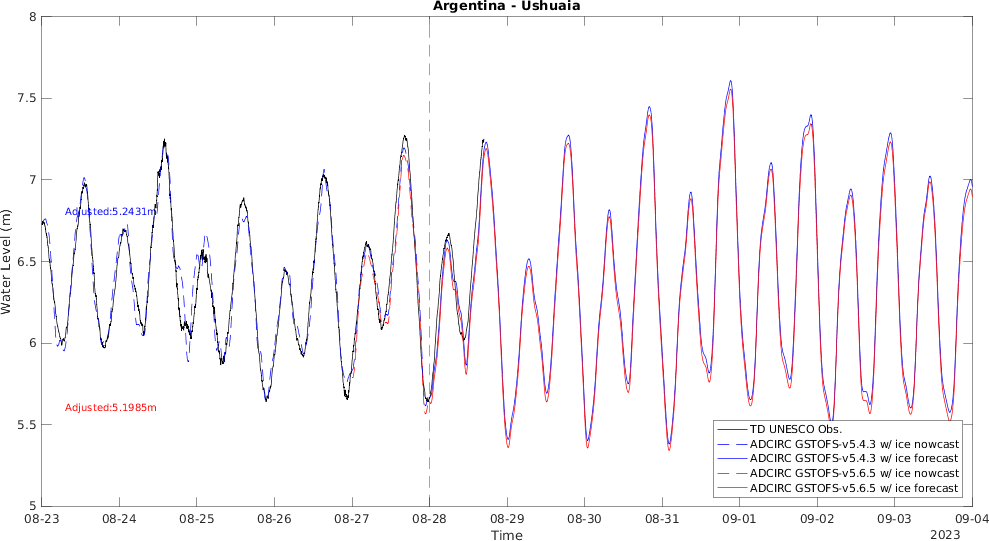 Argentina - Ushuaia
8
7.5
7
6.5
6
5.5
5
Water Level (m)
Adjusted:5.2431m
Adjusted:5.1985m
TD UNESCO Obs.
ADCIRC GSTOFS-v5.4.3 w/ ice nowcast
ADCIRC GSTOFS-v5.4.3 w/ ice forecast
ADCIRC GSTOFS-v5.6.5 w/ ice nowcast
ADCIRC GSTOFS-v5.6.5 w/ ice forecast
08-23 08-24 08-25 08-26 08-27 08-28 08-29 08-30 08-31 09-01 09-02 09-03 09-04
Time
2023